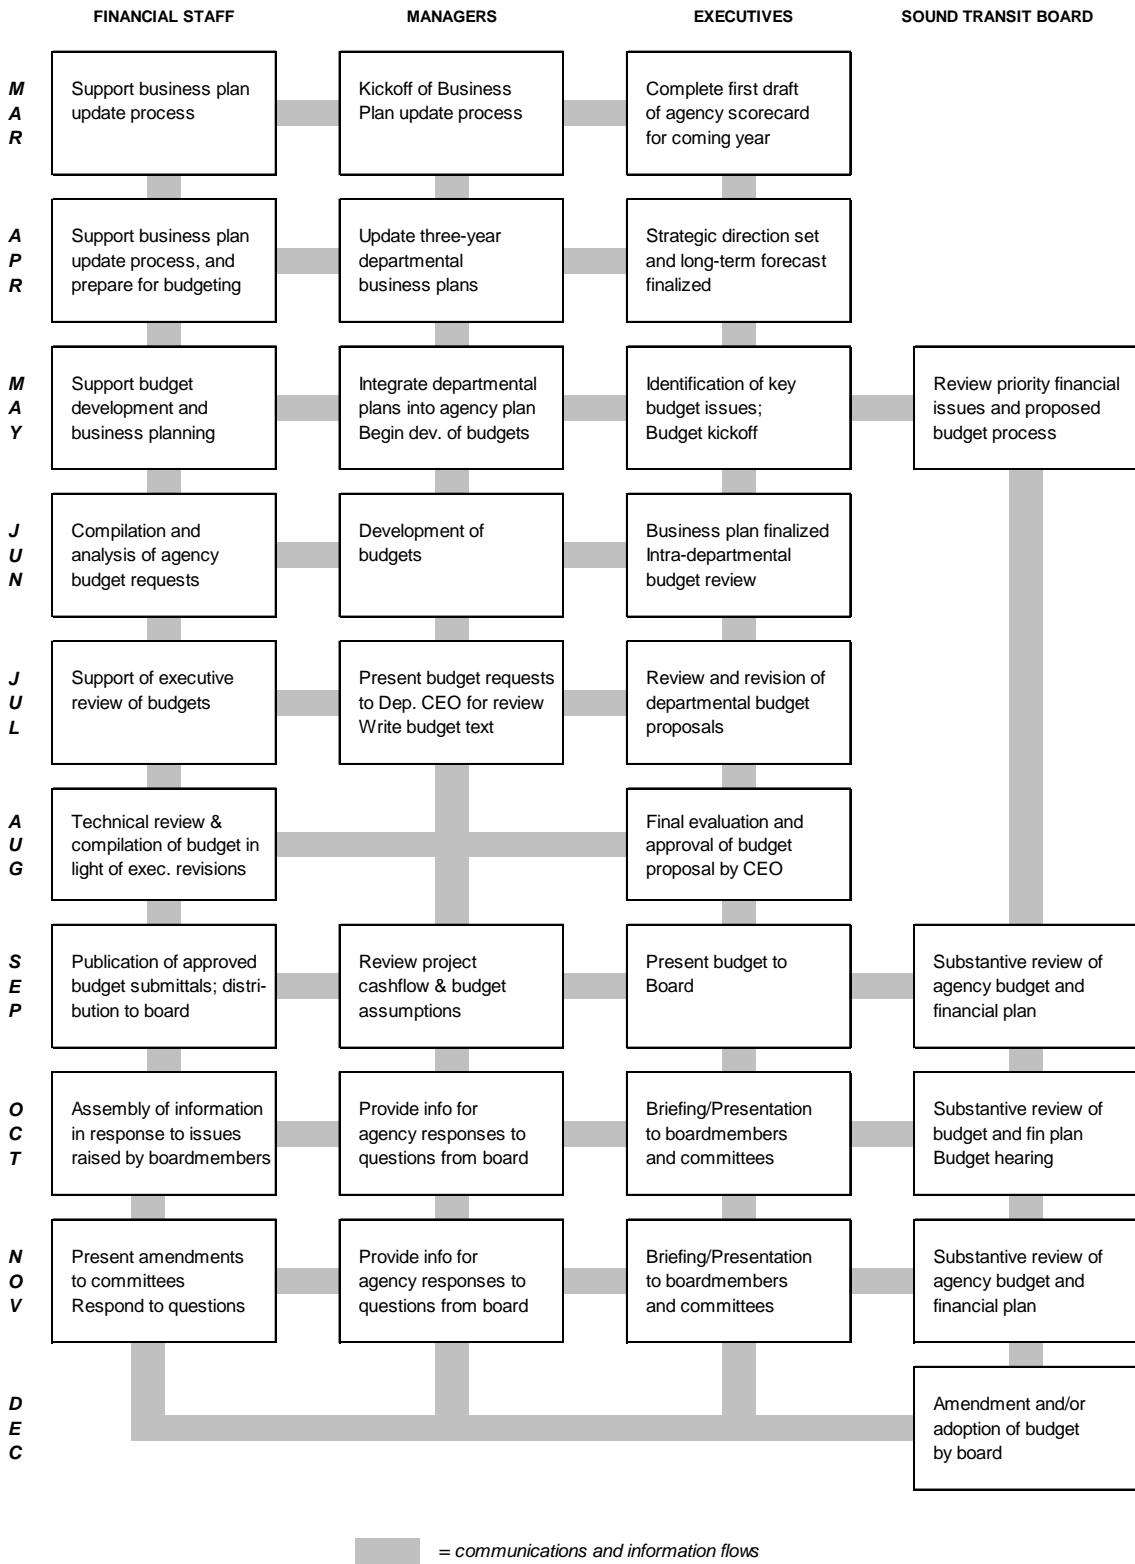 FINANCIAL STAFF
MANAGERS
EXECUTIVES
SOUND TRANSIT BOARD
M
A
R
Support business plan
update process
Kickoff of Business
Plan update process
Complete first draft
of agency scorecard
for coming year
A
P
R
Support business plan
update process, and
prepare for budgeting
Update three-year
departmental
business plans
Strategic direction set
and long-term forecast
finalized
M
A
Y
Support budget
development and
business planning
Integrate departmental
plans into agency plan
Begin dev. of budgets
Identification of key
budget issues;
Budget kickoff
Review priority financial
issues and proposed
budget process
J
U
N
Compilation and
analysis of agency
budget requests
Development of
budgets
Business plan finalized
Intra-departmental
budget review
J
U
L
Support of executive
review of budgets
Present budget requests
to Dep. CEO for review
Write budget text
Review and revision of
departmental budget
proposals
A
U
G
Technical review &
compilation of budget in
light of exec. revisions
Final evaluation and
approval of budget
proposal by CEO
S
E
P
Publication of approved
budget submittals; distri-
bution to board
Review project
cashflow & budget
assumptions
Present budget to
Board
Substantive review of
agency budget and
financial plan
O
C
T
Assembly of information
in response to issues
raised by boardmembers
Provide info for
agency responses to
questions from board
Briefing/Presentation
to boardmembers
and committees
Substantive review of
budget and fin plan
Budget hearing
N
O
V
Present amendments
to committees
Respond to questions
Provide info for
agency responses to
questions from board
Briefing/Presentation
to boardmembers
and committees
Substantive review of
agency budget and
financial plan
D
E
C
Amendment and/or
adoption of budget
by board
= communications and information flows